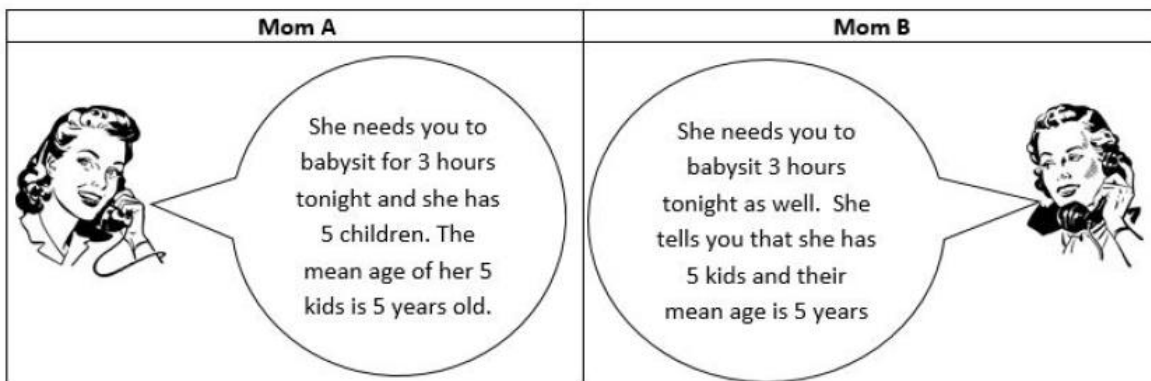 Mom A
Mom B
She needs you to
babysit for 3 hours
tonight and she has
5 children. The
mean age of her 5
kids is 5 years old.
She needs you to
babysit 3 hours
tonight as well. She
tells you that she has
5 kids and their
mean age is 5 years